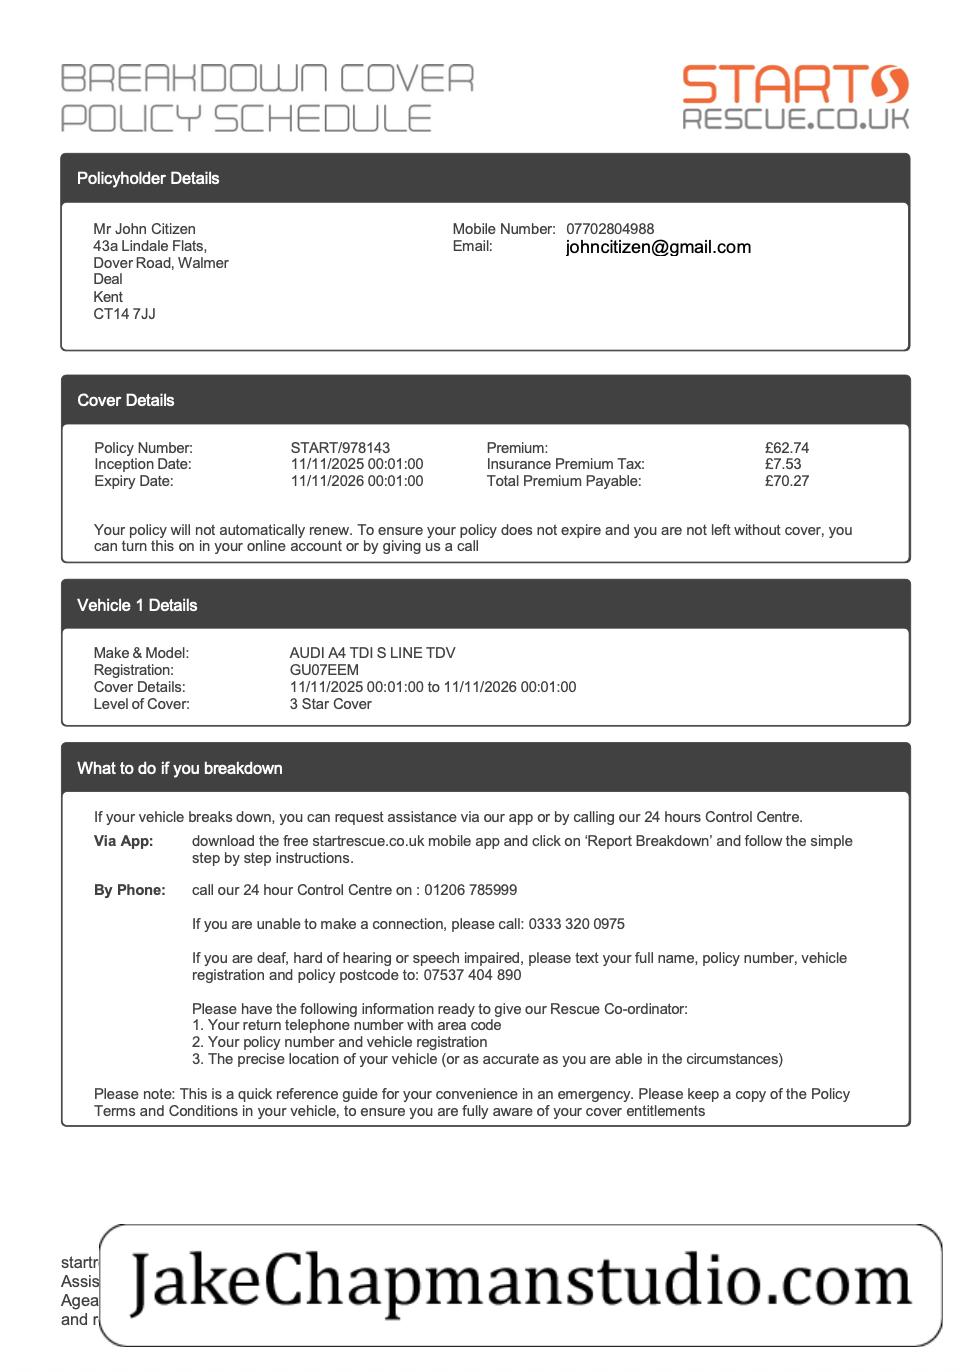 BREAKDOWN COVER
POLICY SCHEDULE
START
RESCUE.CO.UK
Policyholder Details
Mr John Citizen
43a Lindale Flats,
Dover Road, Walmer
Deal
Kent
CT14 7JJ
Mobile Number: 07702804988
Email: johncitizen@gmail.com
Cover Details
Policy Number: START/978143 Premium: £62.74
Inception Date: 11/11/2025 00:01:00 Insurance Premium Tax: £7.53
Expiry Date: 11/11/2026 00:01:00 Total Premium Payable: £70.27
Your policy will not automatically renew. To ensure your policy does not expire and you are not left without cover, you
can turn this on in your online account or by giving us a call
Vehicle 1 Details
Make & Model: AUDI A4 TDI S LINE TDV
Registration: GU07EEM
Cover Details: 11/11/2025 00:01:00 to 11/11/2026 00:01:00
Level of Cover: 3 Star Cover
What to do if you breakdown
If your vehicle breaks down, you can request assistance via our app or by calling our 24 hours Control Centre.
Via App: download the free startrescue.co.uk mobile app and click on ‘Report Breakdown’ and follow the simple
step by step instructions.
By Phone: call our 24 hour Control Centre on : 01206 785999
If you are unable to make a connection, please call: 0333 320 0975
If you are deaf, hard of hearing or speech impaired, please text your full name, policy number, vehicle
registration and policy postcode to: 07537 404 890
Please have the following information ready to give our Rescue Co-ordinator:
1. Your return telephone number with area code
2. Your policy number and vehicle registration
3. The precise location of your vehicle (or as accurate as you are able in the circumstances)
Please note: This is a quick reference guide for your convenience in an emergency. Please keep a copy of the Policy
Terms and Conditions in your vehicle, to ensure you are fully aware of your cover entitlements
JakeChapmanstudio.com
and